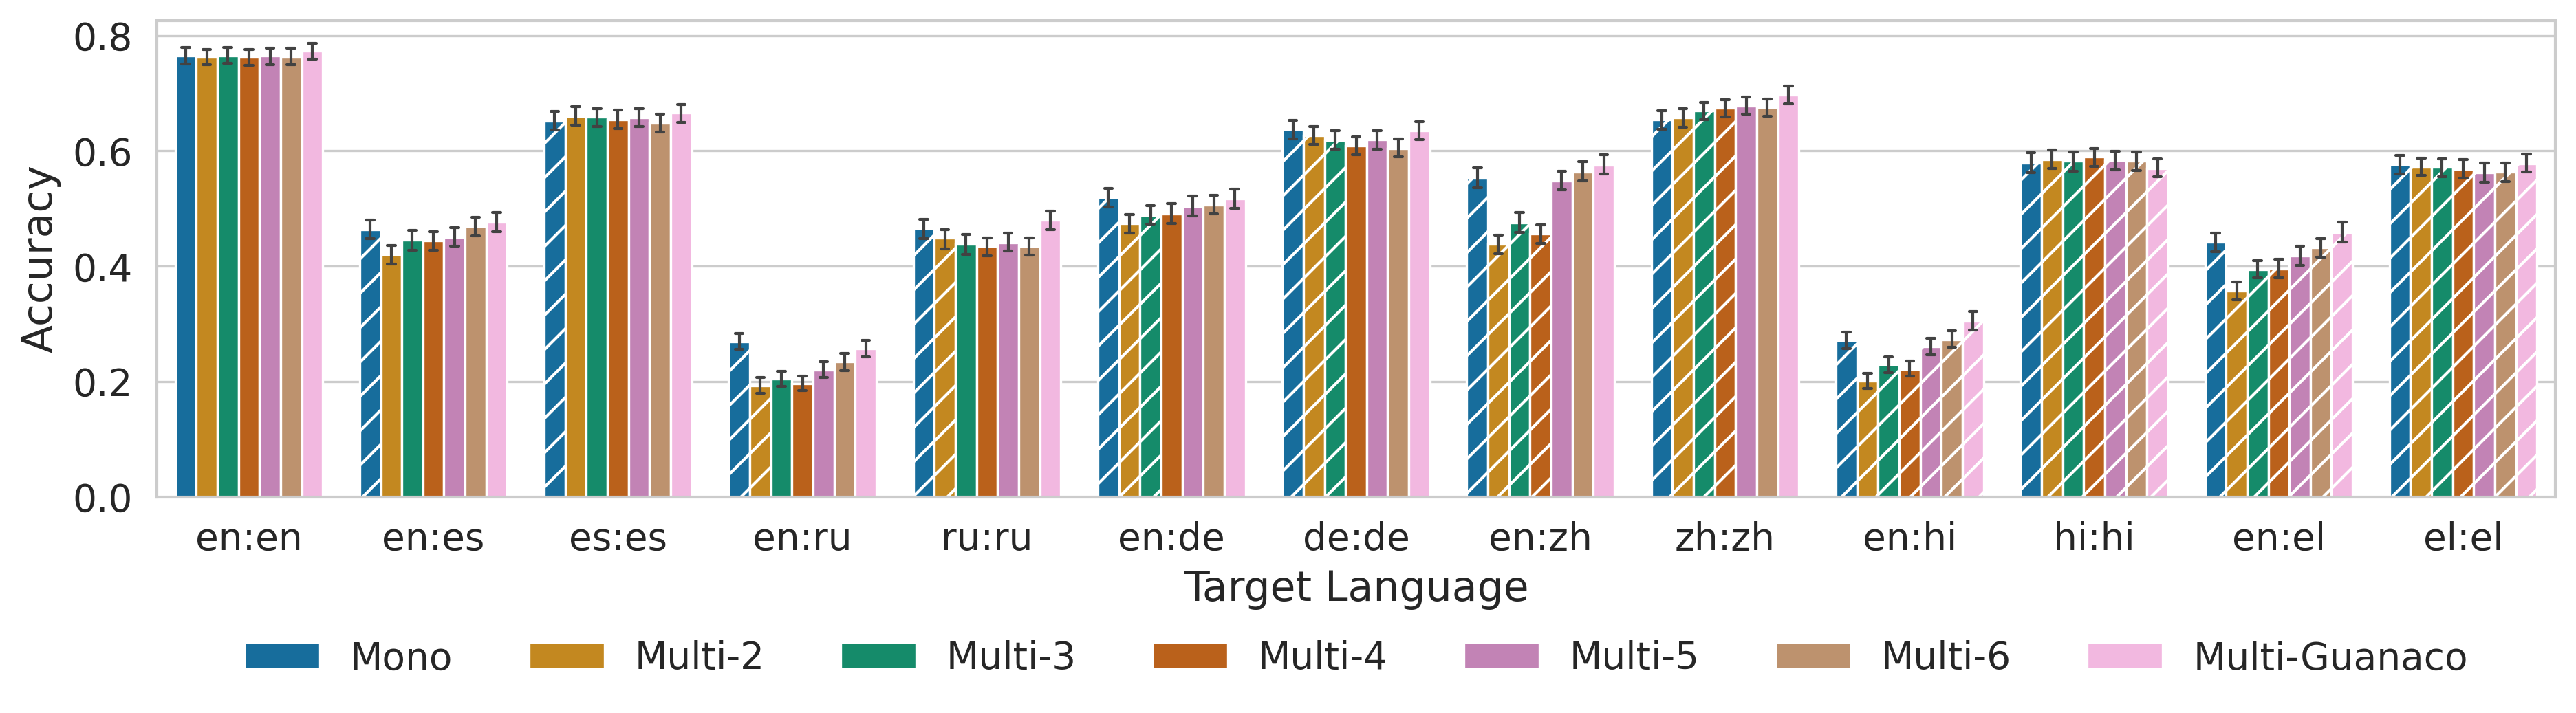 0.8
0.6
0.4
0.2
0.0
Accuracy
en:en en:es es:es en:ru ru:ru en:de de:de en:zh zh:zh en:hi hi:hi en:el el:el
Target Language
Mono Multi-2 Multi-3 Multi-4 Multi-5 Multi-6 Multi-Guanaco